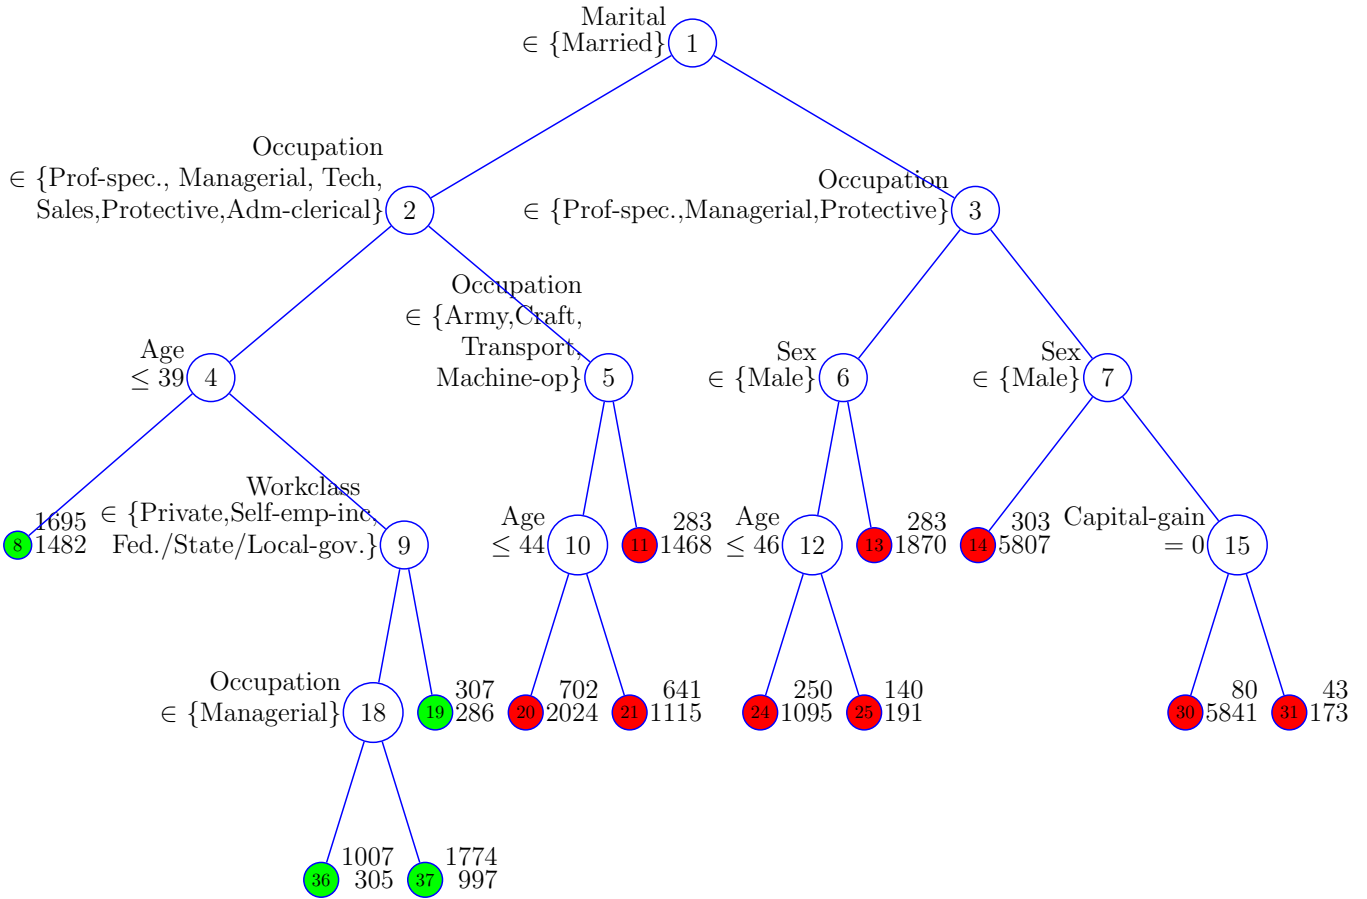 Marital
∈ {Married}
1
Occupation
∈ {Prof-spec., Managerial, Tech,
Sales,Protective,Adm-clerical}
2
Occupation
∈ {Prof-spec.,Managerial,Protective}
3
Age
≤ 39
4
Occupation
∈ {Army,Craft,
Transport,
Machine-op}
5
Sex
∈ {Male}
6
Sex
∈ {Male}
7
8
1695
1482
Workclass
∈ {Private,Self-emp-inc,
Fed./State/Local-gov.}
9
Age
≤ 44
10
11
283
1468
Age
≤ 46
12
13
283
1870
14
303
5807
Capital-gain
= 0
15
Occupation
∈ {Managerial}
18
19
307
286
20
702
2024
21
641
1115
24
250
1095
25
140
191
30
80
5841
31
43
173
36
1007
305
37
1774
997